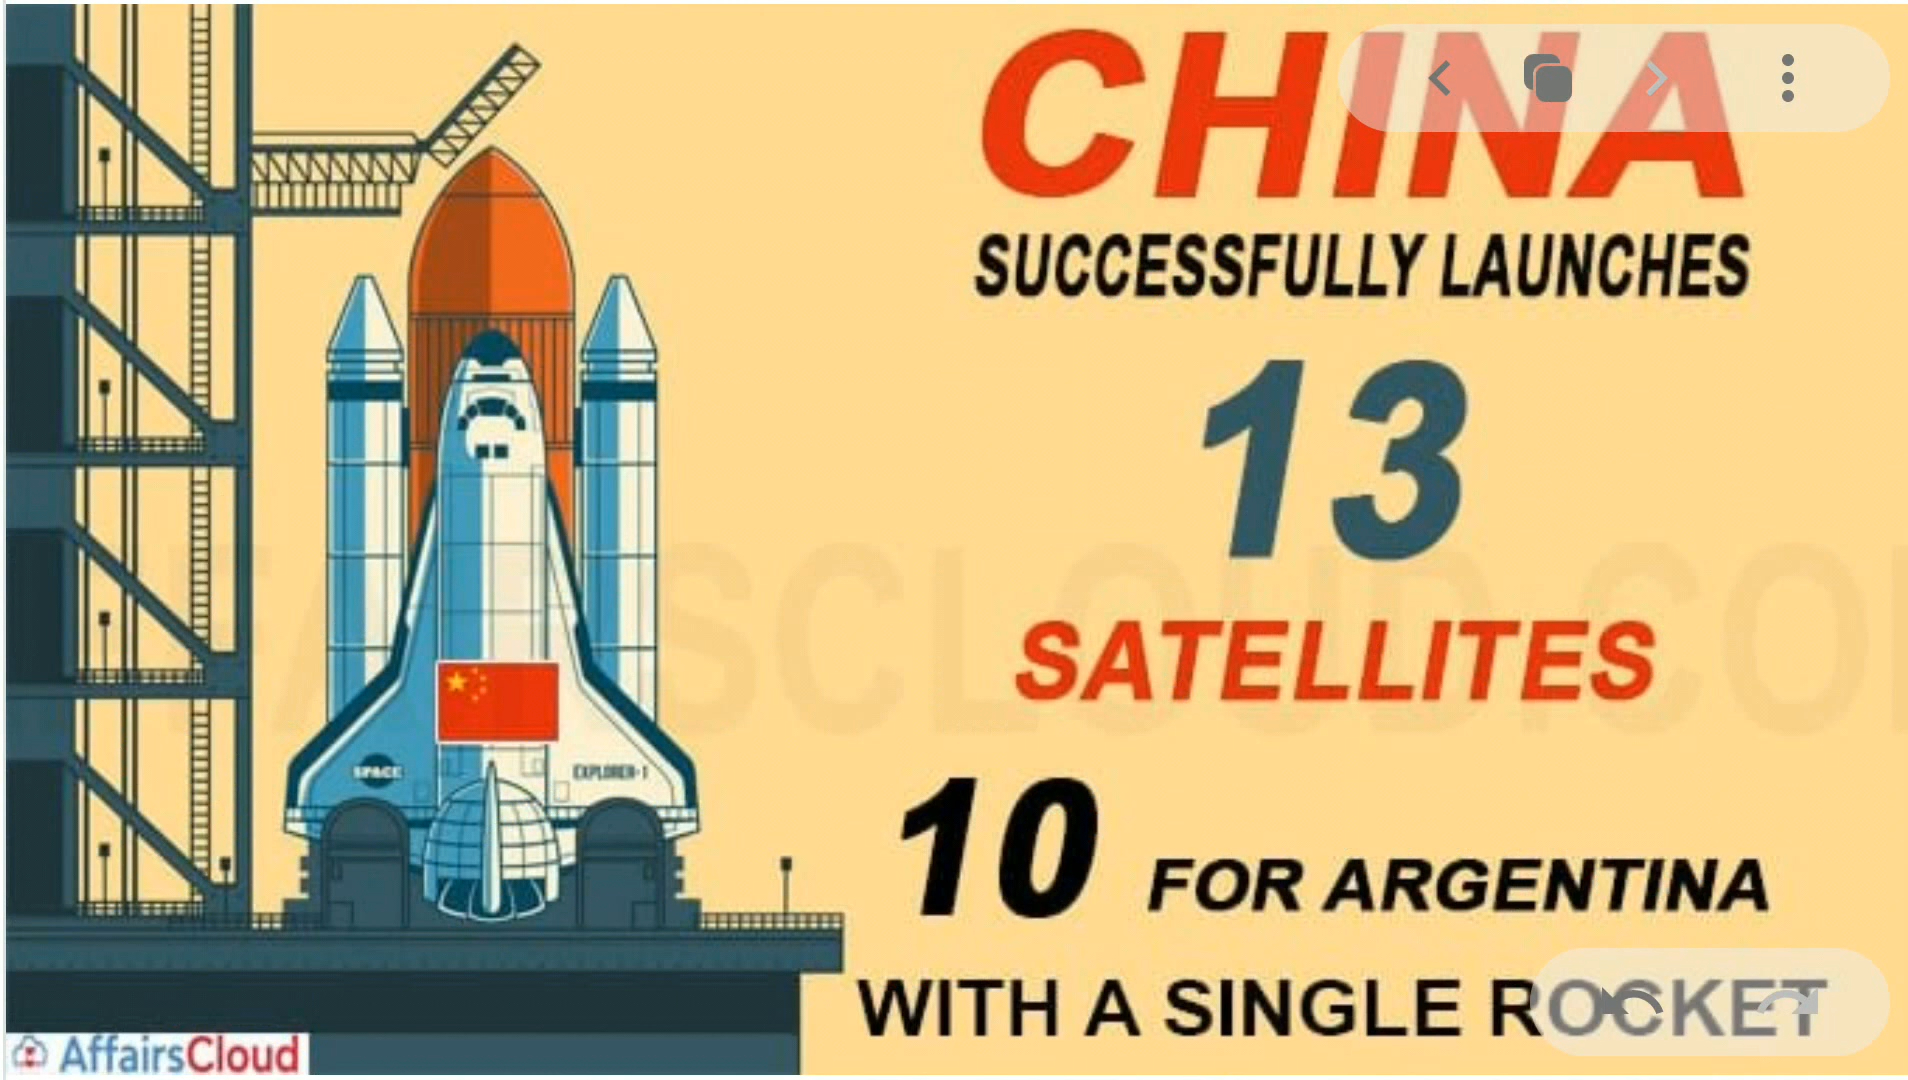 CHINA
SUCCESSFULLY LAUNCHES
13
SATELLITES
10 FOR ARGENTINA
WITH A SINGLE ROCKET
SPACE
EXPLORER-1
AffairsCloud